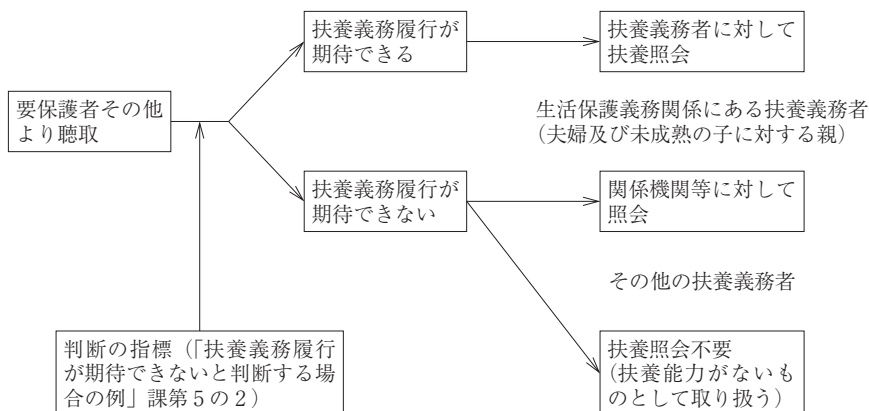 扶養義務履行が
期待できる
扶養義務者に対して
扶養照会
要保護者その他
より聴取
生活保護義務関係にある扶養義務者
(夫婦及び未成熟の子に対する親)
扶養義務履行が
期待できない
関係機関等に対して
照会
その他の扶養義務者
判断の指標(「扶養義務履行
が期待できないと判断する場
合の例」課第5の2)
扶養照会不要
(扶養能力がないも
のとして取り扱う)